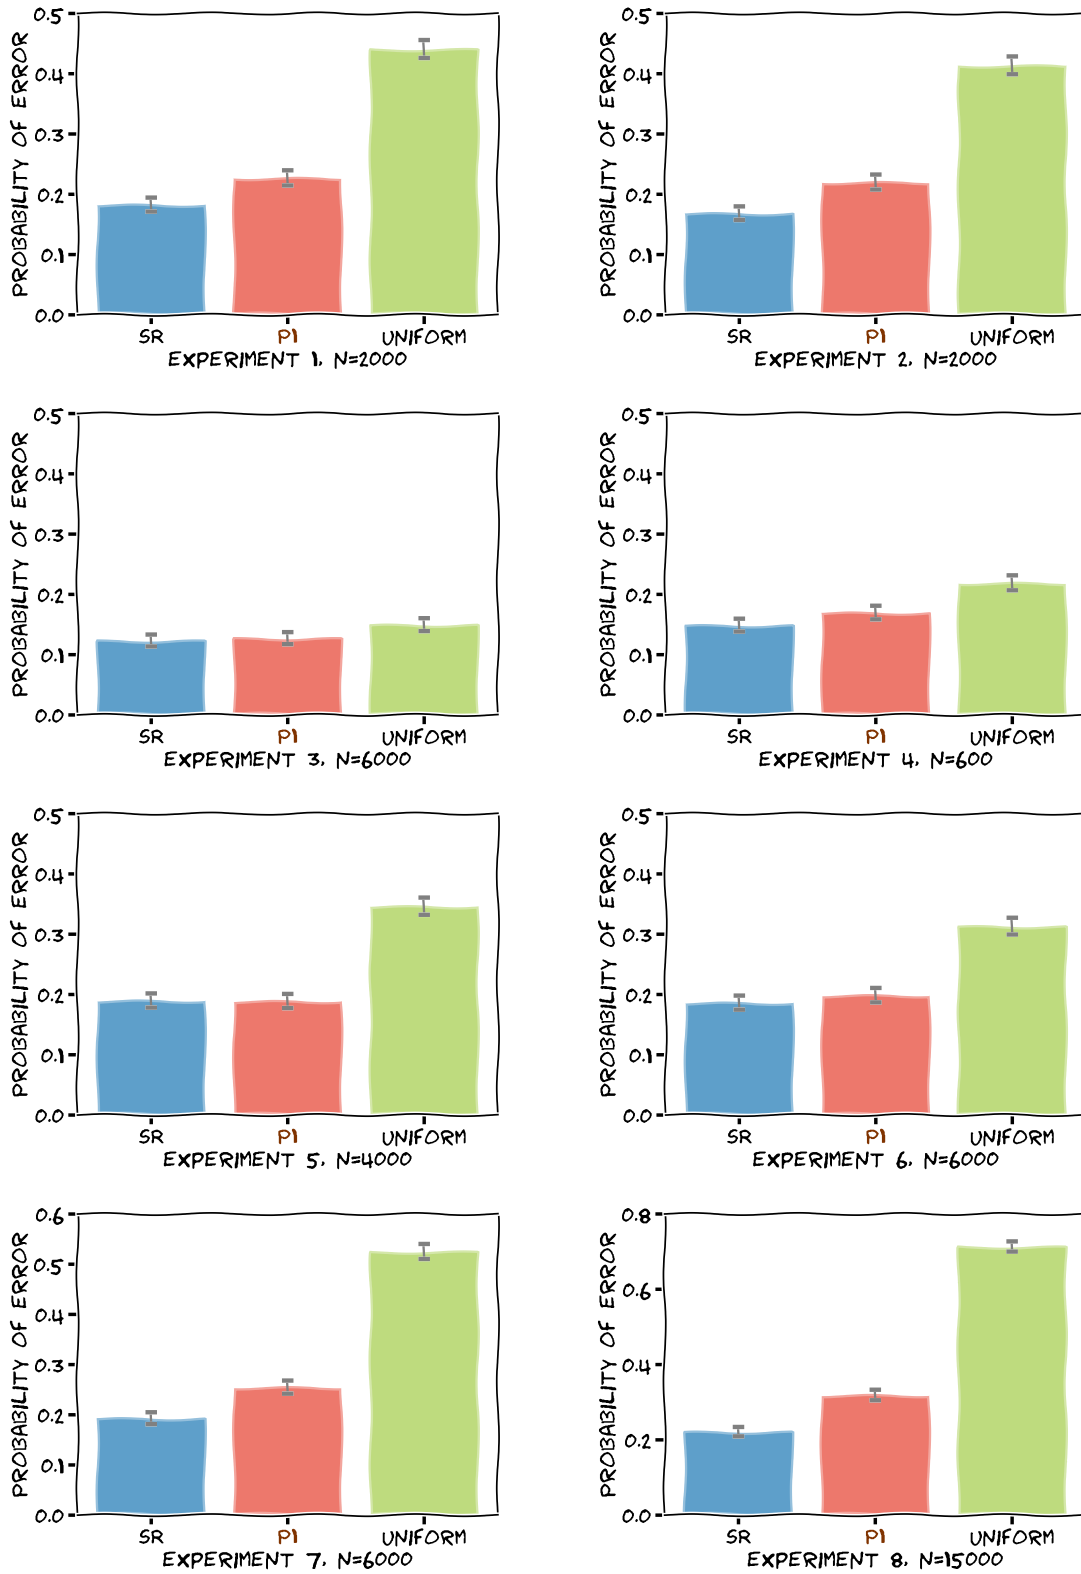 0.5
0.4
0.3
0.2
0.1
0.0
PROBABILITY OF ERROR
SR P1 UNIFORM
EXPERIMENT 1, N=2000
0.5
0.4
0.3
0.2
0.1
0.0
PROBABILITY OF ERROR
SR P1 UNIFORM
EXPERIMENT 2, N=2000
0.5
0.4
0.3
0.2
0.1
0.0
PROBABILITY OF ERROR
SR P1 UNIFORM
EXPERIMENT 3, N=6000
0.5
0.4
0.3
0.2
0.1
0.0
PROBABILITY OF ERROR
SR P1 UNIFORM
EXPERIMENT 4, N=600
0.5
0.4
0.3
0.2
0.1
0.0
PROBABILITY OF ERROR
SR P1 UNIFORM
EXPERIMENT 5, N=4000
0.5
0.4
0.3
0.2
0.1
0.0
PROBABILITY OF ERROR
SR P1 UNIFORM
EXPERIMENT 6, N=6000
0.6
0.5
0.4
0.3
0.2
0.1
0.0
PROBABILITY OF ERROR
SR P1 UNIFORM
EXPERIMENT 7, N=6000
0.8
0.6
0.4
0.2
0.0
PROBABILITY OF ERROR
SR P1 UNIFORM
EXPERIMENT 8, N=15000